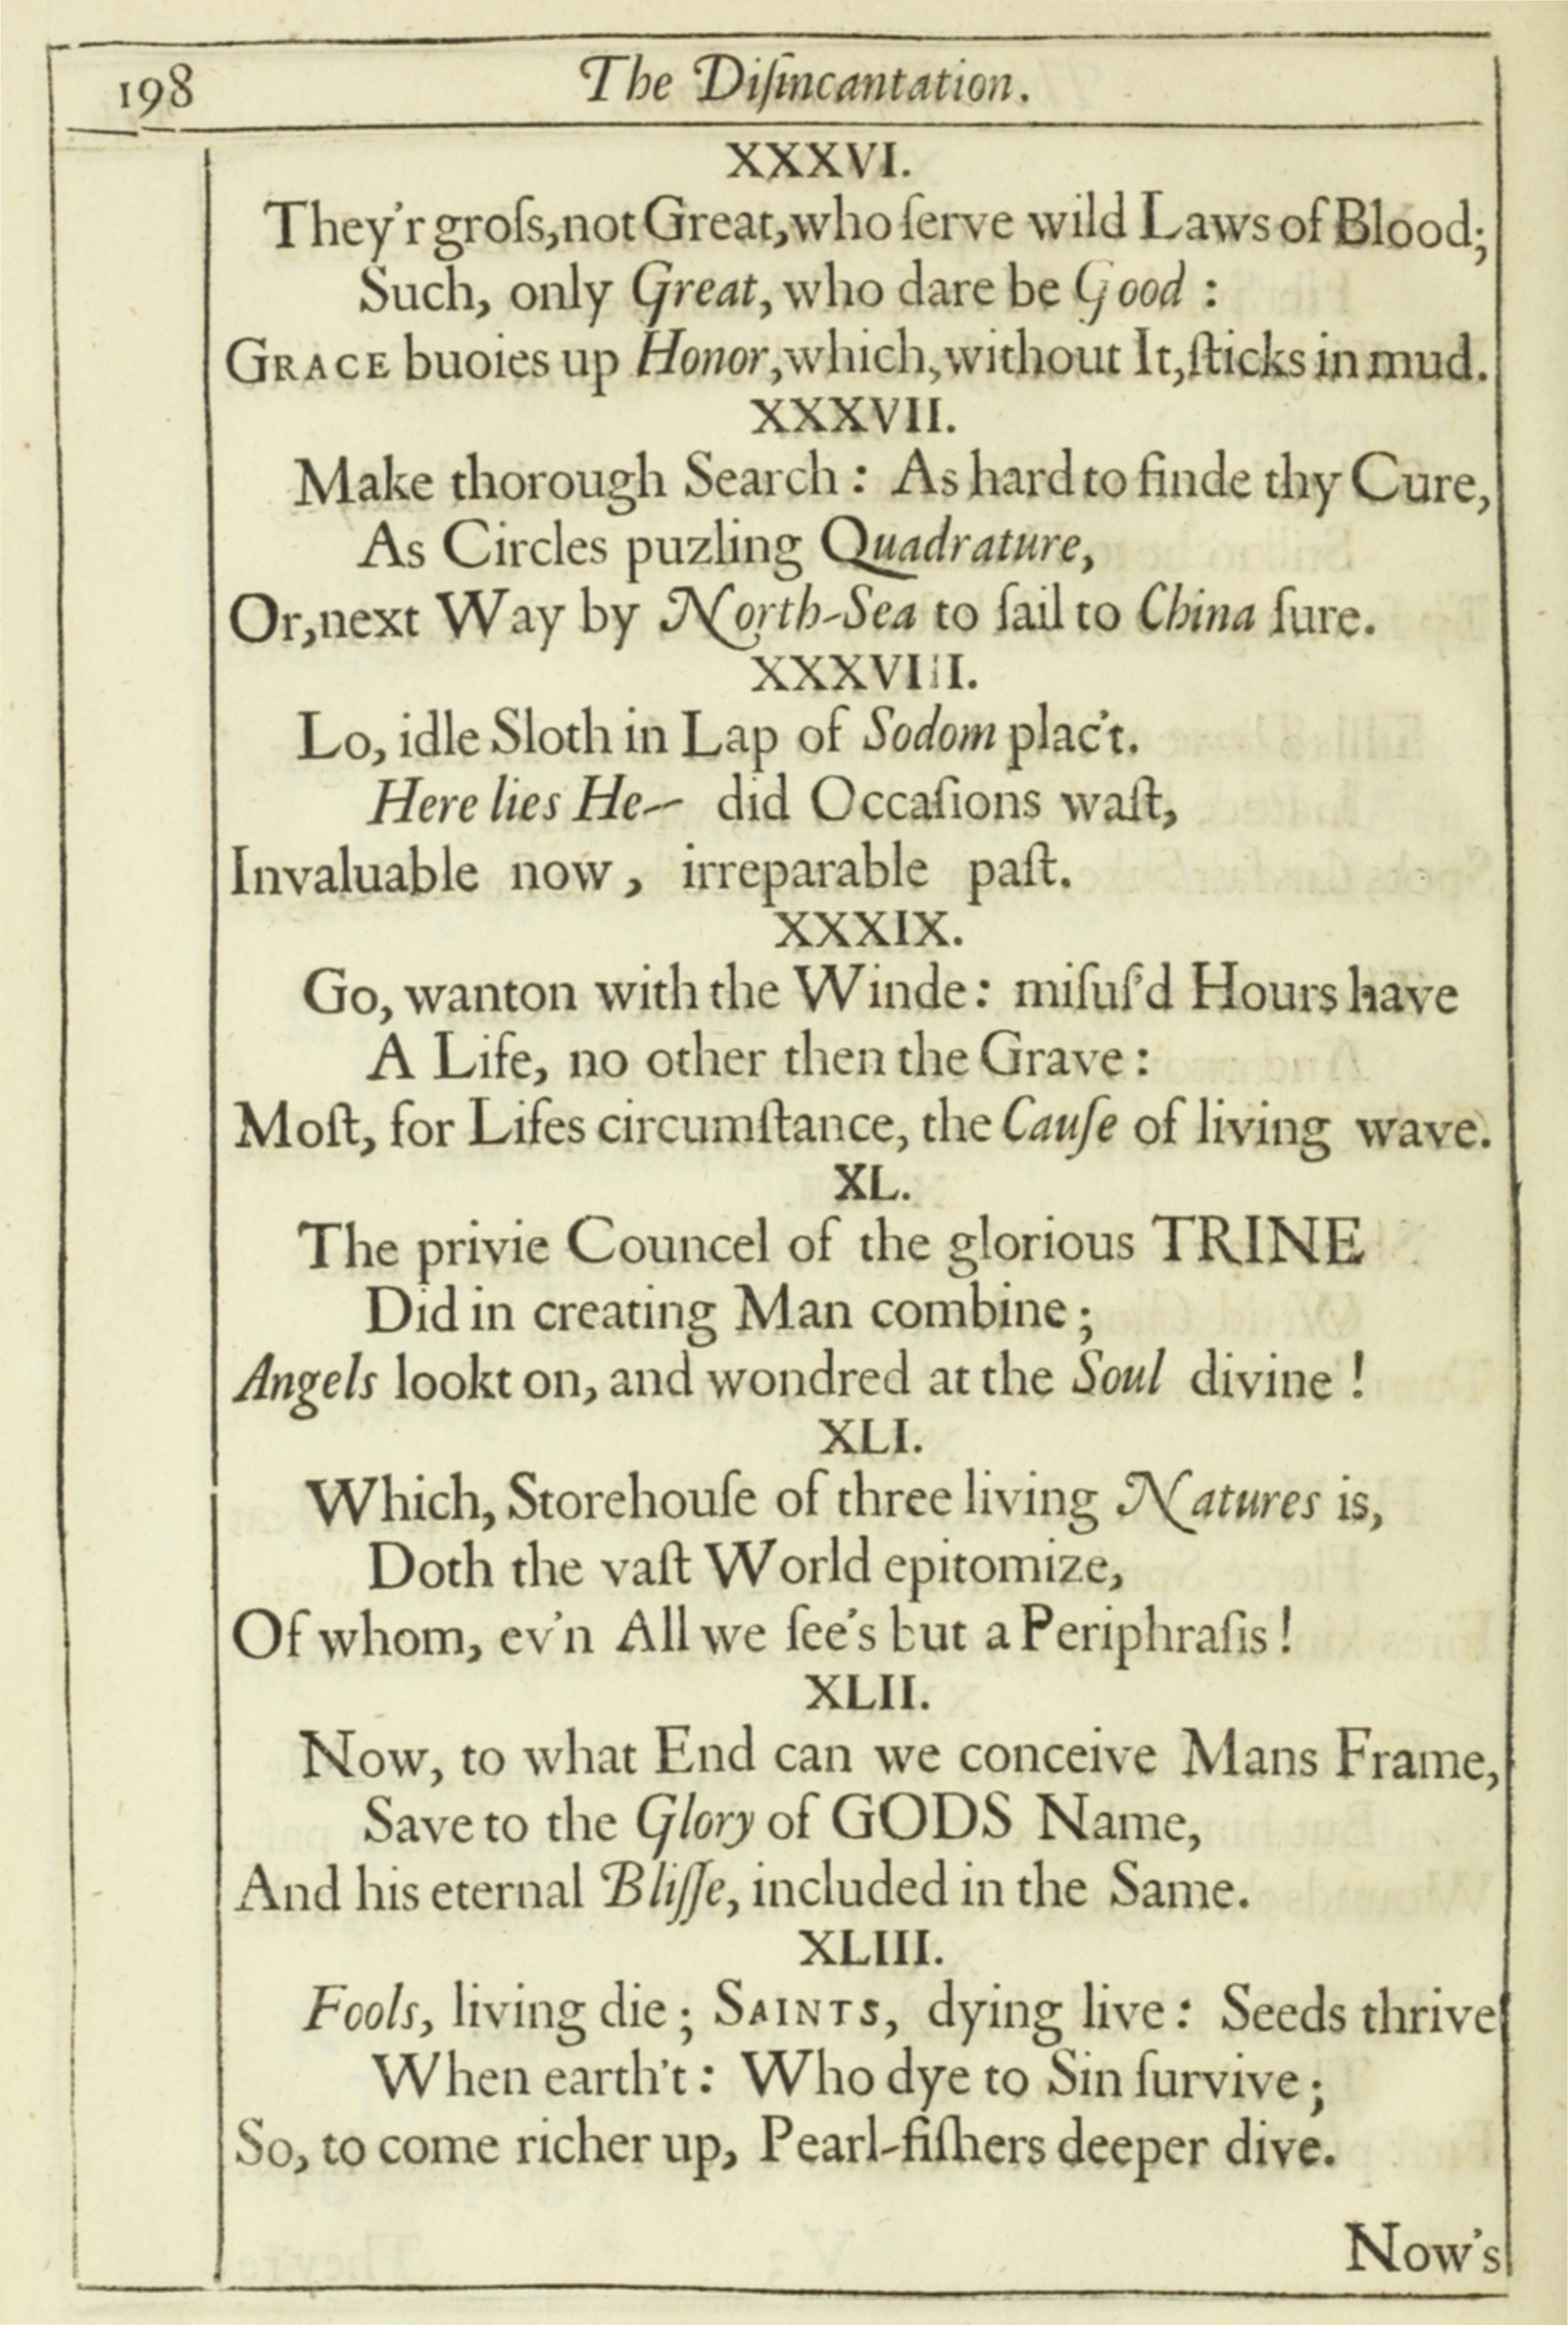 198
The Diſincantation.
XXXVI.
They'r groſs, not Great, who ſerve wild Laws of Blood;
Such, only Great, who dare be Good :
GRACE buoies up Honor, which, without It, ſticks in mud.
XXXVII.
Make thorough Search : As hard to finde thy Cure,
As Circles puzling Quadrature,
Or, next Way by North-Sea to ſail to China ſure.
XXXVIII.
Lo, idle Sloth in Lap of Sodom plac't.
Here lies He-- did Occaſions waſt,
Invaluable now, irreparable paſt.
XXXIX.
Go, wanton with the Winde : miſuſ'd Hours have
A Life, no other then the Grave :
Moſt, for Lifes circumſtance, the Cauſe of living wave.
XL.
The privie Councel of the glorious TRINE
Did in creating Man combine ;
Angels lookt on, and wondred at the Soul divine !
XLI.
Which, Storehouſe of three living Natures is,
Doth the vaſt World epitomize,
Of whom, ev'n All we ſee's but a Periphraſis !
XLII.
Now, to what End can we conceive Mans Frame,
Save to the Glory of GODS Name,
And his eternal Bliſſe, included in the Same.
XLIII.
Fools, living die ; SAINTS, dying live : Seeds thrive
When earth't : Who dye to Sin ſurvive ;
So, to come richer up, Pearl-fiſhers deeper dive.
Now's